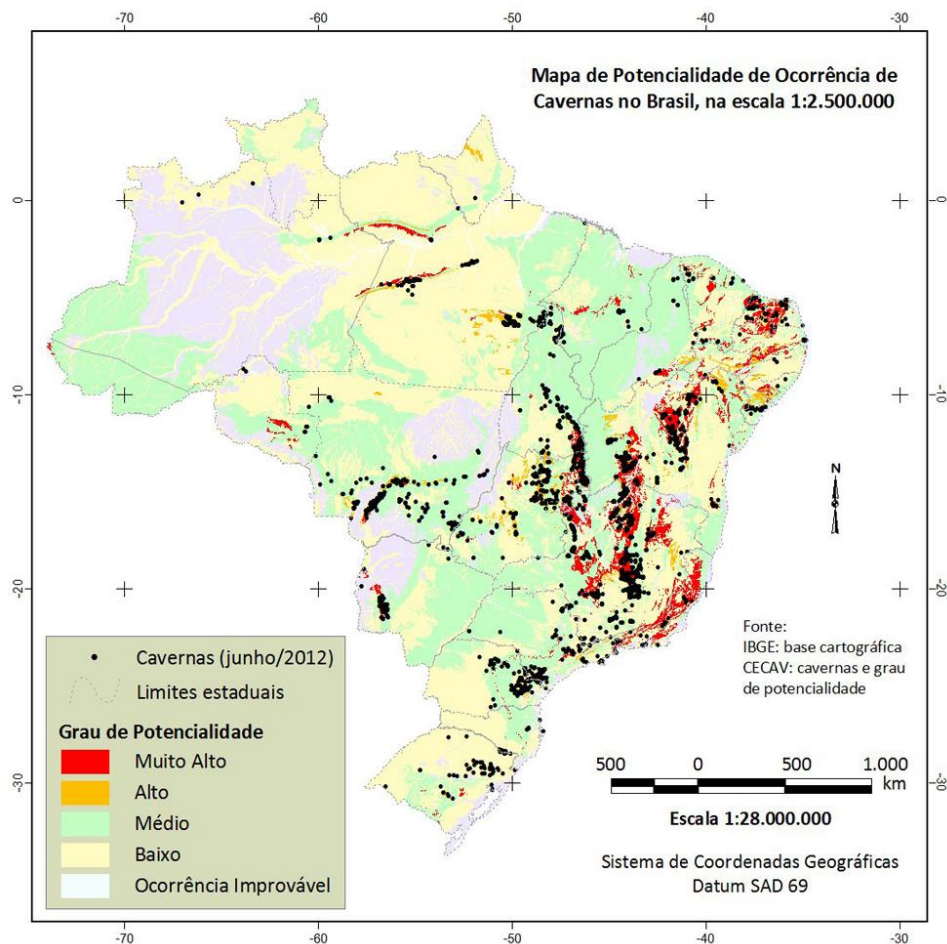 -70
-60
-50
-40
-30
Mapa de Potencialidade de Ocorrência de
Cavernas no Brasil, na escala 1:2.500.000
0
0
-10
-10
N
-20
-20
Fonte:
IBGE: base cartográfica
CECAV: cavernas e grau
de potencialidade
Cavernas (junho/2012)
Limites estaduais
Grau de Potencialidade
Muito Alto
Alto
Médio
Baixo
Ocorrência Improvável
-30
-30
500 0 500 1.000
km
Escala 1:28.000.000
Sistema de Coordenadas Geográficas
Datum SAD 69
-70
-60
-50
-40
-30